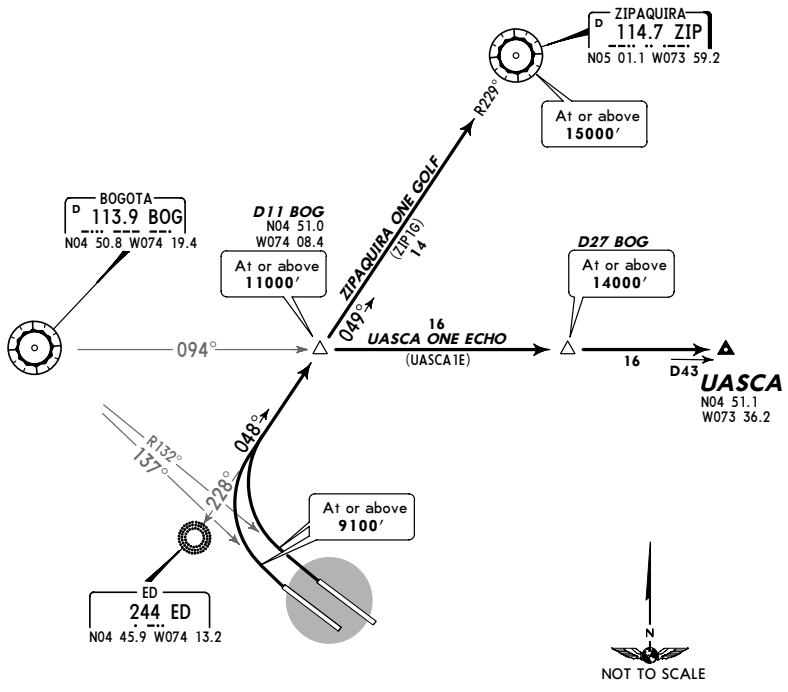 ZIPAQUIRA
D 114.7 ZIP
N05 01.1 W073 59.2
R229°
At or above
15000′
BOGOTA
D 113.9 BOG
N04 50.8 W074 19.4
D11 BOG
N04 51.0
W074 08.4
At or above
11000′
ZIPAQUIRA ONE GOLF
(ZIP1G)
14
049°
D27 BOG
At or above
14000′
094°
16
UASCA ONE ECHO
(UASCA1E)
16
D43
UASCA
N04 51.1
W073 36.2
048°
R132°
137°
228°
At or above
9100′
ED
244 ED
N04 45.9 W074 13.2
N
NOT TO SCALE